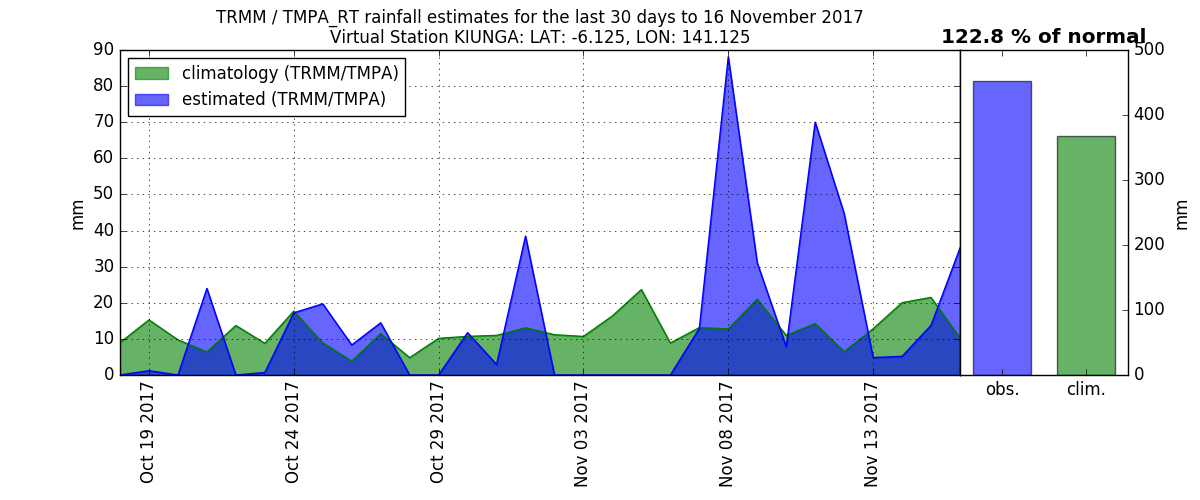 TRMM / TMPA_RT rainfall estimates for the last 30 days to 16 November 2017
Virtual Station KIUNGA: LAT: -6.125, LON: 141.125
122.8 % of normal
climatology (TRMM/TMPA)
estimated (TRMM/TMPA)
90
80
70
60
50
40
30
20
10
0
mm
Oct 19 2017
Oct 24 2017
Oct 29 2017
Nov 03 2017
Nov 08 2017
Nov 13 2017
500
400
300
200
100
0
mm
obs.
clim.